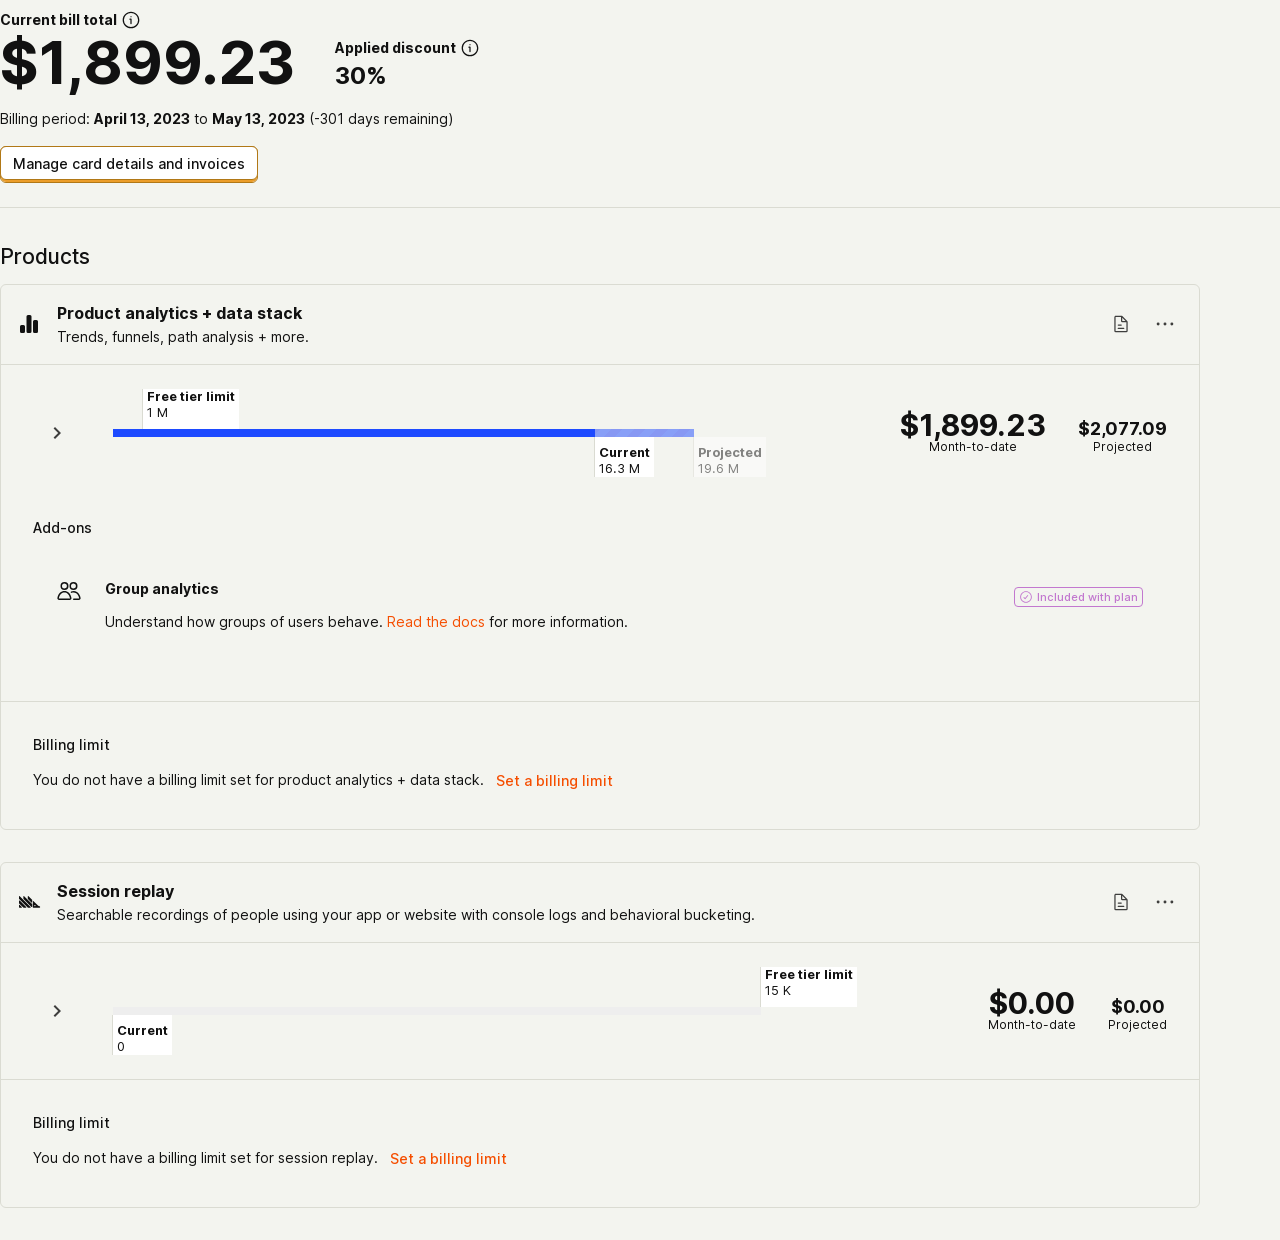 Current bill total
$1,899.23
Applied discount
30%
Billing period: April 13, 2023 to May 13, 2023 (-301 days remaining)
Manage card details and invoices
Products
Product analytics + data stack
Trends, funnels, path analysis + more.
Free tier limit
1 M
Current
16.3 M
Projected
19.6 M
$1,899.23
Month-to-date
$2,077.09
Projected
Add-ons
Group analytics
Included with plan
Understand how groups of users behave. Read the docs for more information.
Billing limit
You do not have a billing limit set for product analytics + data stack. Set a billing limit
Session replay
Searchable recordings of people using your app or website with console logs and behavioral bucketing.
Free tier limit
15 K
Current
0
$0.00
Month-to-date
$0.00
Projected
Billing limit
You do not have a billing limit set for session replay. Set a billing limit